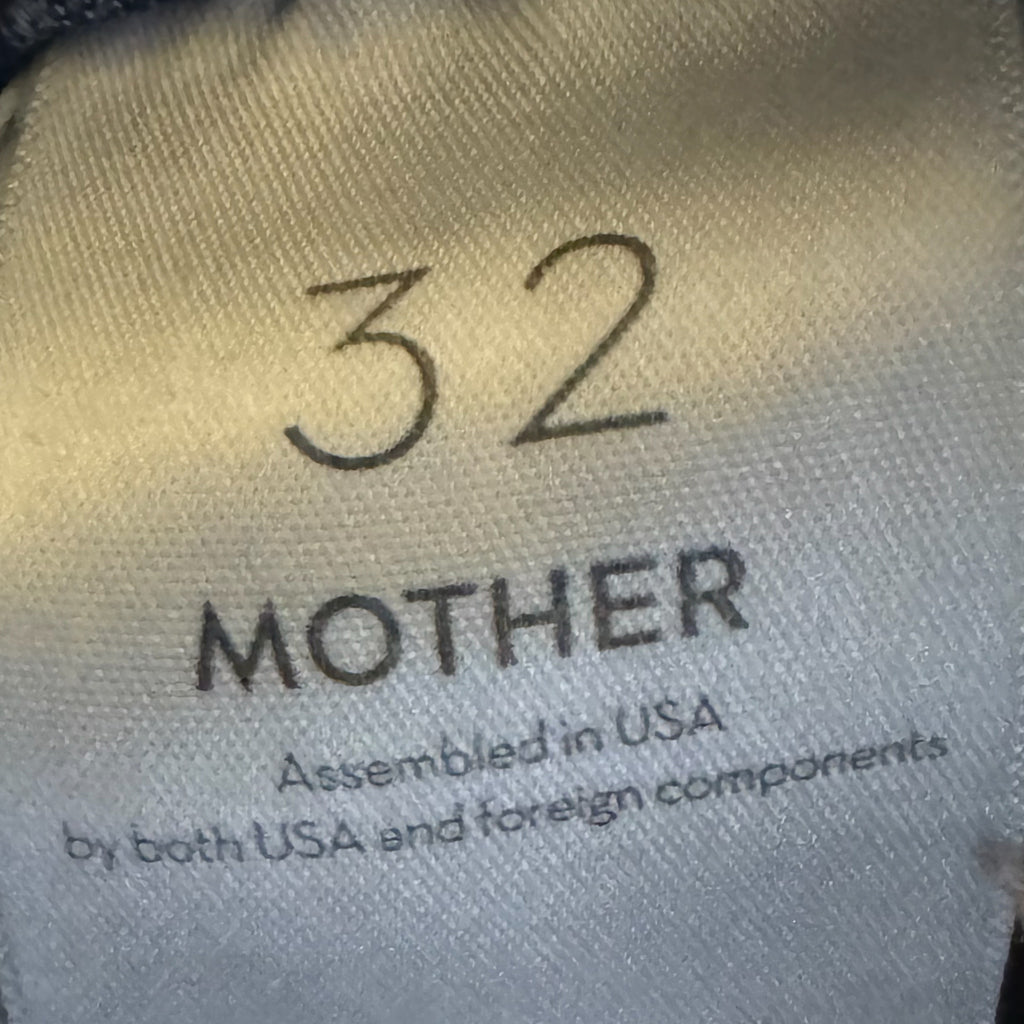 32
MOTHER
Assembled in USA
by both USA and foreign components